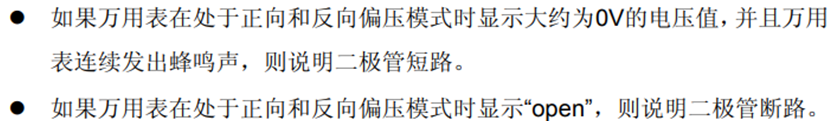 ● 如果万用表在处于正向和反向偏压模式时显示大约为0V的电压值，并且万用
表连续发出蜂鸣声，则说明二极管短路。
● 如果万用表在处于正向和反向偏压模式时显示“open”，则说明二极管断路。